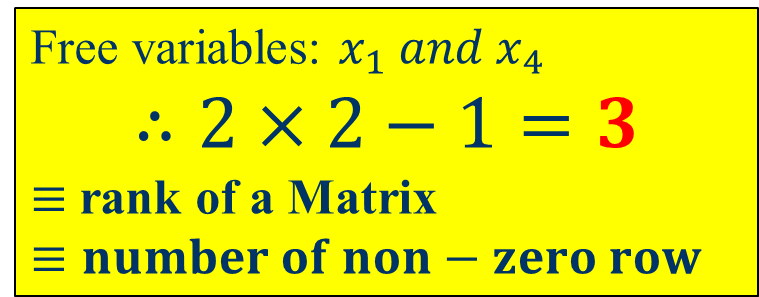 Free variables: x₁ and x₄
∴ 2 × 2 − 1 = 3
≡ rank of a Matrix
≡ number of non − zero row